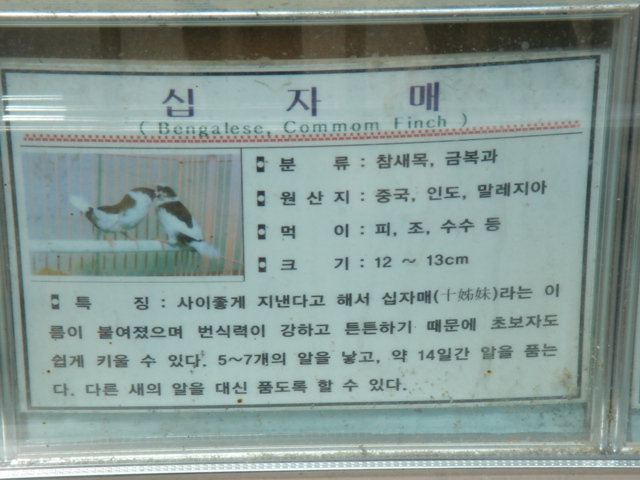 십 자 매
( Bengalese, Commom Finch )
분 류 : 참새목, 금복과
원 산 지 : 중국, 인도, 말레지아
먹 이 : 피, 조, 수수 등
크 기 : 12 ~ 13cm
특 징 : 사이좋게 지낸다고 해서 십자매(十姊妹)라는 이
름이 붙여졌으며 번식력이 강하고 튼튼하기 때문에 초보자도
쉽게 키울 수 있다. 5~7개의 알을 낳고, 약 14일간 알을 품는
다. 다른 새의 알을 대신 품도록 할 수 있다.